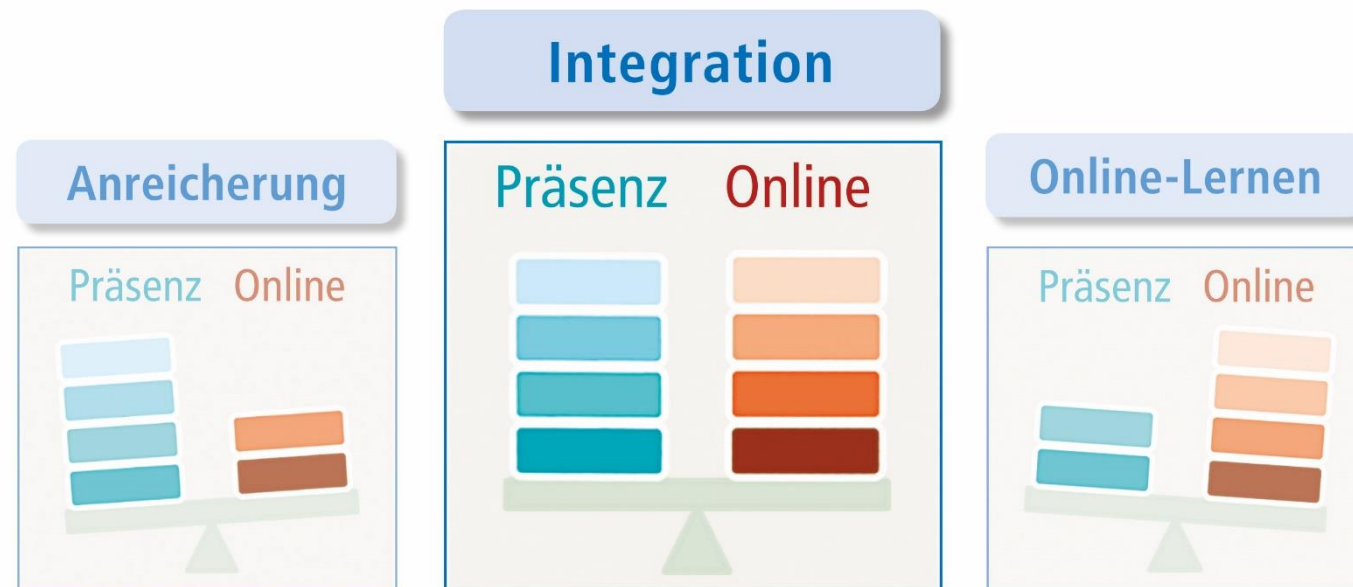 Integration
Anreicherung
Online-Lernen
Präsenz Online
Präsenz Online
Präsenz Online